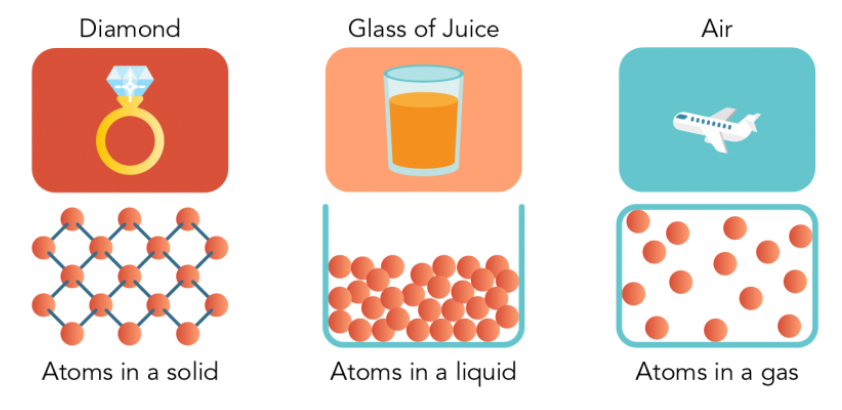 Diamond
Glass of Juice
Air
Atoms in a solid
Atoms in a liquid
Atoms in a gas